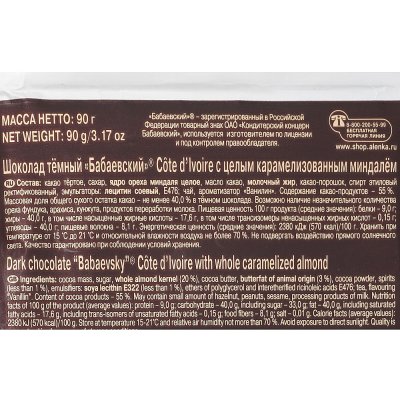 МАССА НЕТТО: 90 г
NET WEIGHT: 90 g/3.17 oz
«Бабаевский»® – зарегистрированный в Российской
Федерации товарный знак ОАО «Кондитерский концерн
Бабаевский», используется изготовителем по лицензии
и под контролем правообладателя.
8-800-200-55-99
БЕСПЛАТНАЯ
ГОРЯЧАЯ ЛИНИЯ
www.shop.alenka.ru
Шоколад тёмный «Бабаевский»® Côte d'Ivoire с целым карамелизованным миндалём
RU Состав: какао тёртое, сахар, ядро ореха миндаля целое, масло какао, молочный жир, какао-порошок, спирт этиловый
ректификованный, эмульгаторы: лецитин соевый, Е476; чай, ароматизатор «Ванилин». Содержание какао-продуктов – 55 %.
Массовая доля общего сухого остатка какао – не менее % в тёмном шоколаде. Возможно наличие незначительного количества
ореха фундука, арахиса, кунжута, продуктов переработки молока. Пищевая ценность 100 г продукта (средние значения): белки – 9,0 г;
жиры – 40,0 г, в том числе насыщенные жирные кислоты – 17,6 г, в том числе трансизомеры ненасыщенных жирных кислот – 0,15 г;
углеводы – 40,0 г; пищевые волокна – 8,1 г. Энергетическая ценность (средние значения): 2380 кДж (570 ккал)/100 г. Хранить при
температуре 15-21°С и относительной влажности воздуха не более 70 %. Не подвергать воздействию прямого солнечного
света. Качество гарантировано при соблюдении условий хранения.
Dark chocolate "Babaevsky"® Côte d'Ivoire with whole caramelized almond
GB Ingredients: cocoa mass, sugar, whole almond kernel (20 %), cocoa butter, butterfat of animal origin (3 %), cocoa powder, spirits
(less than 1 %), emulsifiers: soya lecithin E322 (less than 1 %), ethers of polyglycerol and interetherified ricinoleic acids E476; tea, flavouring
"Vanillin". Content of cocoa products – 55 %. May contain small amount of hazelnut, peanuts, sesame, processing products of milk. Nutrition
facts of 100 g of the product (average values): protein – 9,0 g; carbohydrate – 40,0 g, including sugar – 33,0 g; fat – 40,0 g, including saturated
fatty acids – 17,6 g, including trans-isomers of unsaturated fatty acids – 0,15 g; food fibers – 8,1 g; salt – 0,01 g. Calorie facts (average values):
2380 kJ (570 kcal)/100 g. Store at temperature 15-21°C and relative air humidity not more than 70 %. Avoid exposure to direct sunlight. Quality